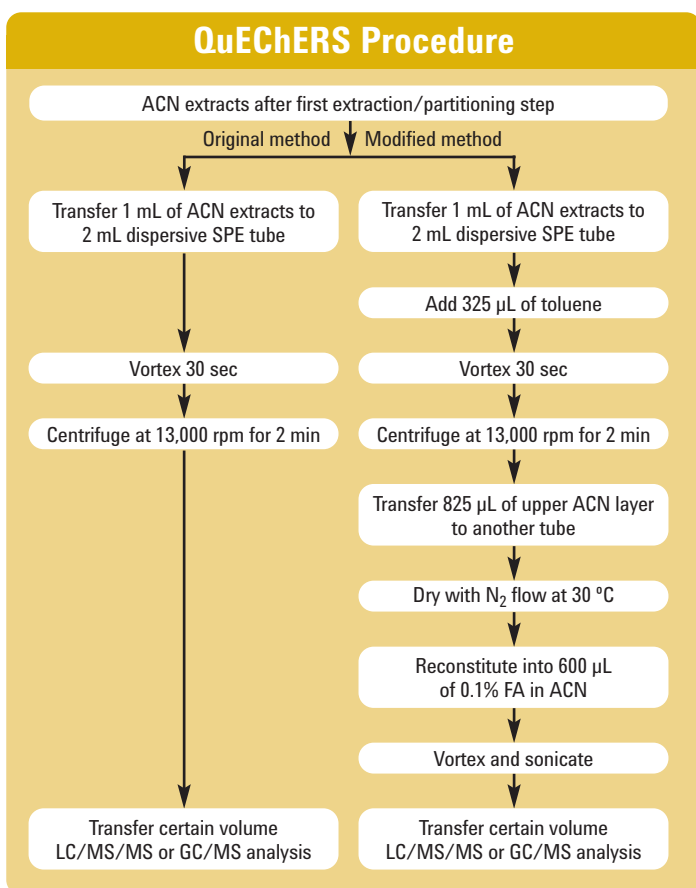 QuEChERS Procedure
ACN extracts after first extraction/partitioning step
Original method
Modified method
Transfer 1 mL of ACN extracts to
2 mL dispersive SPE tube
Vortex 30 sec
Centrifuge at 13,000 rpm for 2 min
Transfer certain volume
LC/MS/MS or GC/MS analysis
Transfer 1 mL of ACN extracts to
2 mL dispersive SPE tube
Add 325 µL of toluene
Vortex 30 sec
Centrifuge at 13,000 rpm for 2 min
Transfer 825 µL of upper ACN layer
to another tube
Dry with N₂ flow at 30 ºC
Reconstitute into 600 µL
of 0.1% FA in ACN
Vortex and sonicate
Transfer certain volume
LC/MS/MS or GC/MS analysis